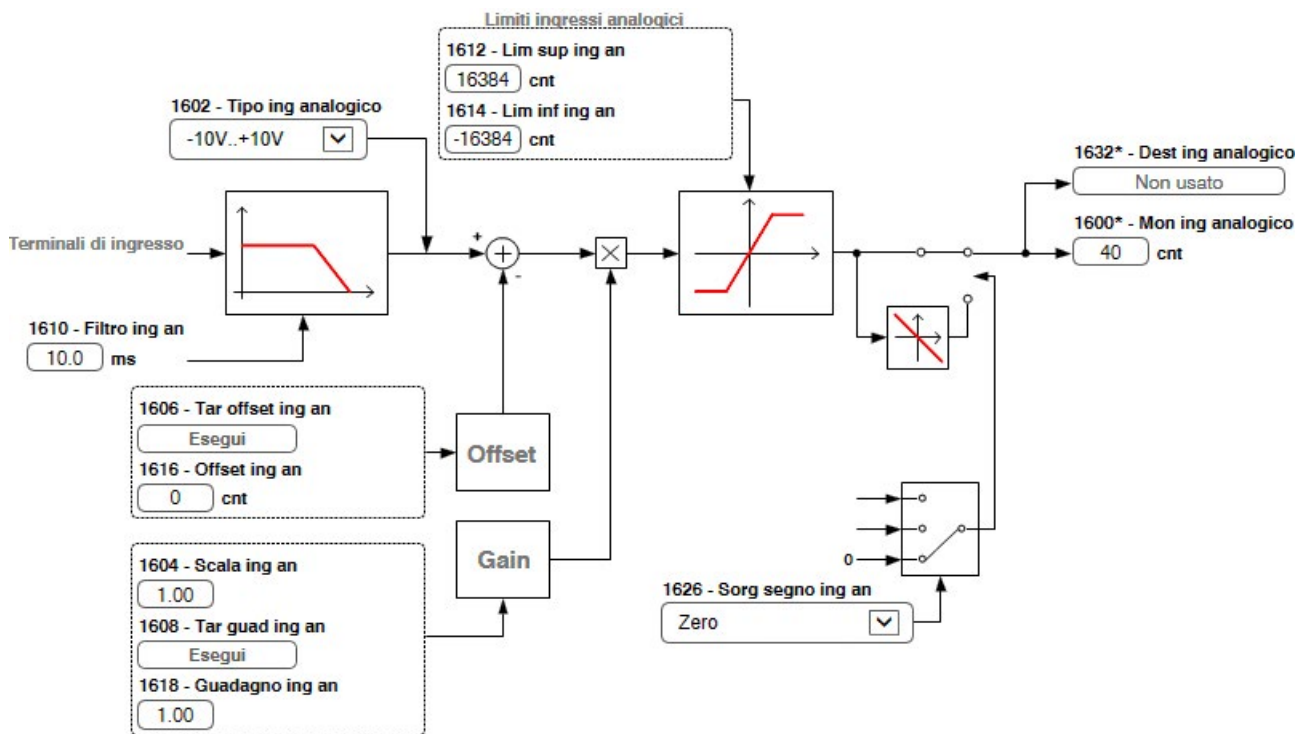 Limiti ingressi analogici
1612 - Lim sup ing an
16384 cnt
1614 - Lim inf ing an
-16384 cnt
1602 - Tipo ing analogico
-10V..+10V
1632* - Dest ing analogico
Non usato
1600* - Mon ing analogico
40 cnt
Terminali di ingresso
+
+
-
1610 - Filtro ing an
10.0 ms
1606 - Tar offset ing an
Esegui
1616 - Offset ing an
0 cnt
Offset
1604 - Scala ing an
1.00
1608 - Tar guad ing an
Esegui
1618 - Guadagno ing an
1.00
Gain
0
1626 - Sorg segno ing an
Zero